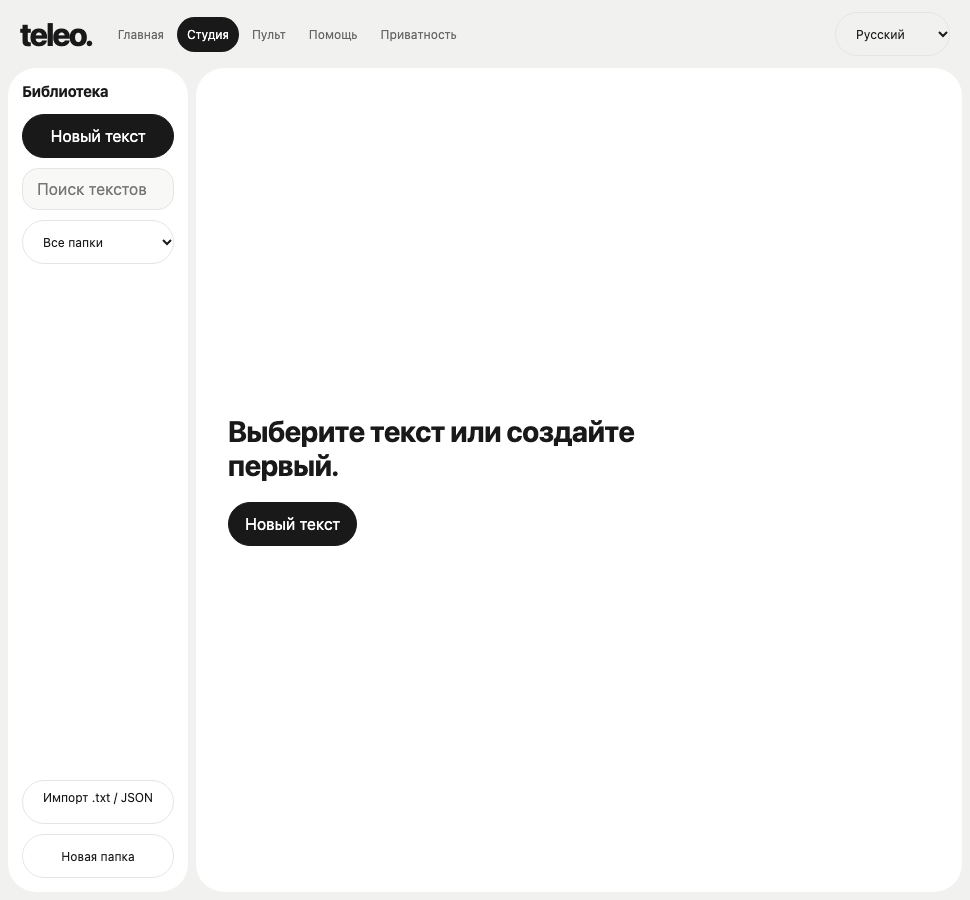 teleo.
Главная
Студия
Пульт
Помощь
Приватность
Русский
Библиотека
Новый текст
Поиск текстов
Все папки
Выберите текст или создайте
первый.
Новый текст
Импорт .txt / JSON
Новая папка